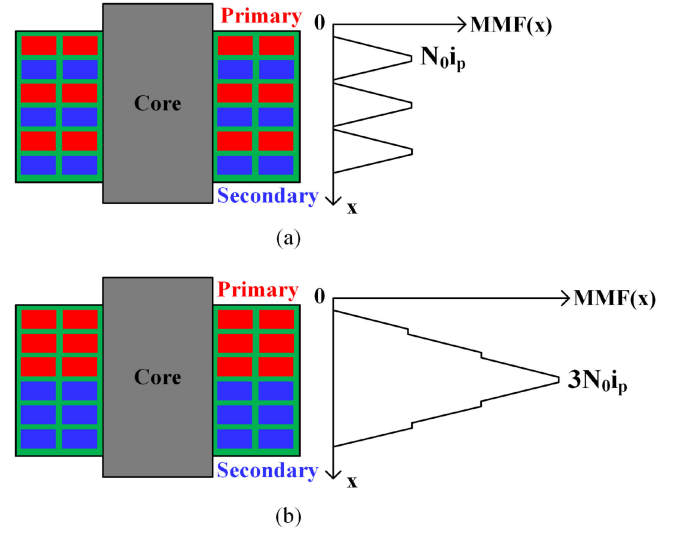 Primary
0
MMF(x)
N₀iₚ
Core
Secondary
x
(a)
Primary
0
MMF(x)
Core
3N₀iₚ
Secondary
x
(b)